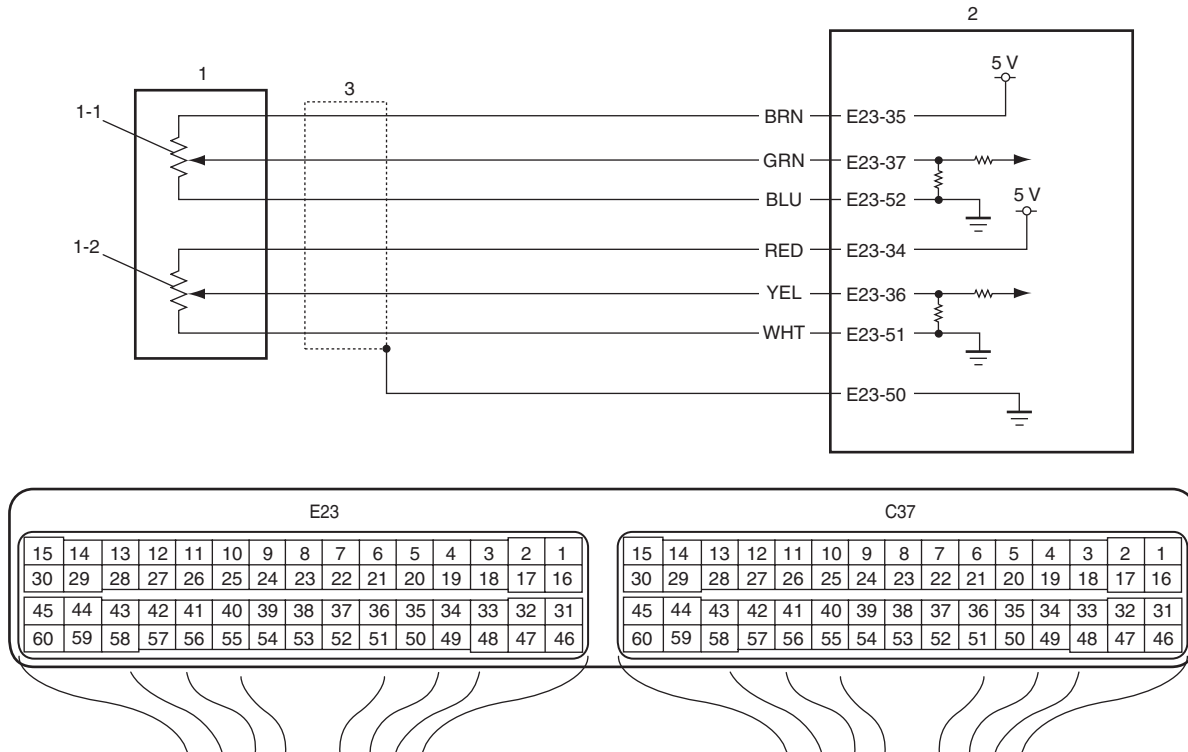 2
5 V
1
3
1-1
BRN E23-35
GRN E23-37
BLU E23-52
5 V
1-2
RED E23-34
YEL E23-36
WHT E23-51
E23-50
E23 C37
15 14 13 12 11 10 9 8 7 6 5 4 3 2 1 15 14 13 12 11 10 9 8 7 6 5 4 3 2 1
30 29 28 27 26 25 24 23 22 21 20 19 18 17 16 30 29 28 27 26 25 24 23 22 21 20 19 18 17 16
45 44 43 42 41 40 39 38 37 36 35 34 33 32 31 45 44 43 42 41 40 39 38 37 36 35 34 33 32 31
60 59 58 57 56 55 54 53 52 51 50 49 48 47 46 60 59 58 57 56 55 54 53 52 51 50 49 48 47 46